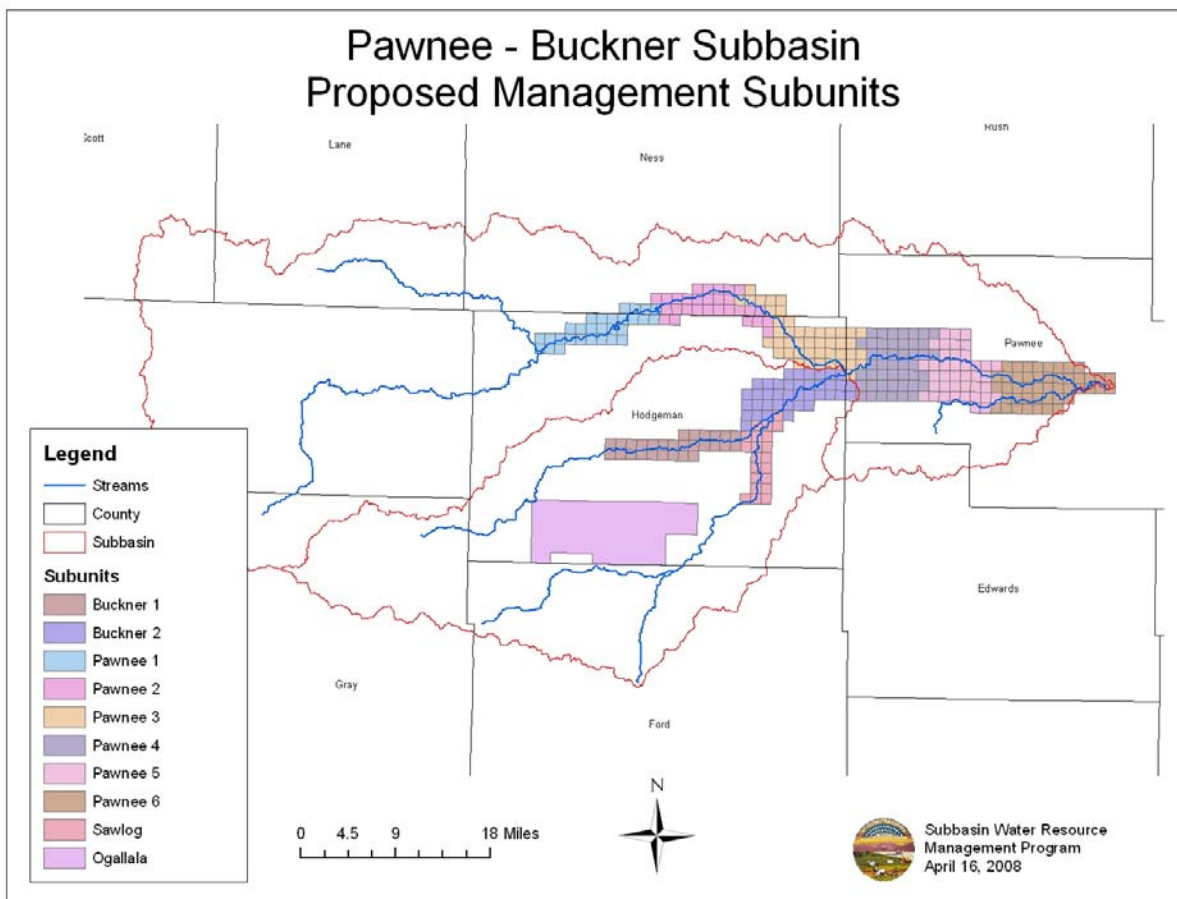 Pawnee - Buckner Subbasin
Proposed Management Subunits
Scott
Lane
Ness
Rush
Pawnee
Hodgeman
Edwards
Gray
Ford
Legend
Streams
County
Subbasin
Subunits
Buckner 1
Buckner 2
Pawnee 1
Pawnee 2
Pawnee 3
Pawnee 4
Pawnee 5
Pawnee 6
Sawlog
Ogallala
0 4.5 9 18 Miles
N
Subbasin Water Resource
Management Program
April 16, 2008